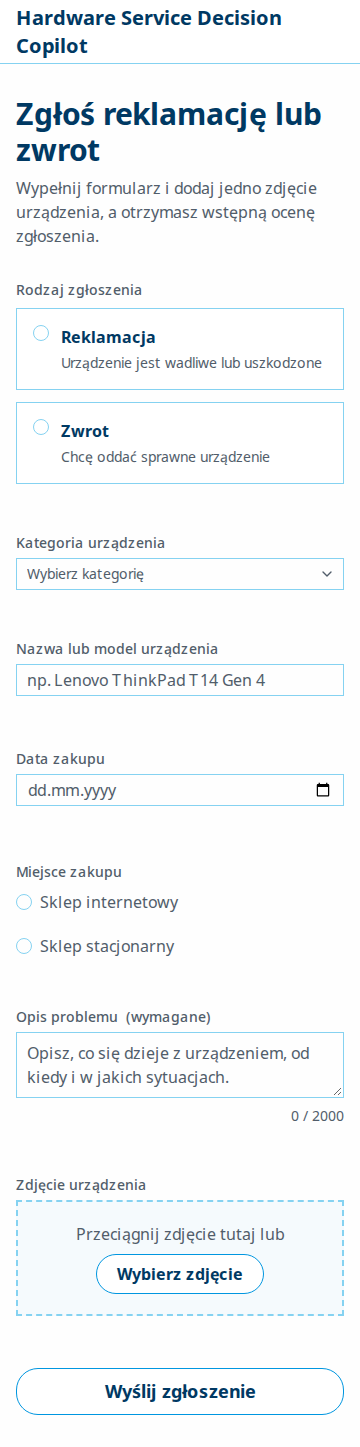 Hardware Service Decision
Copilot
Zgłoś reklamację lub
zwrot
Wypełnij formularz i dodaj jedno zdjęcie
urządzenia, a otrzymasz wstępną ocenę
zgłoszenia.
Rodzaj zgłoszenia
Reklamacja
Urządzenie jest wadliwe lub uszkodzone
Zwrot
Chcę oddać sprawne urządzenie
Kategoria urządzenia
Wybierz kategorię
Nazwa lub model urządzenia
np. Lenovo ThinkPad T14 Gen 4
Data zakupu
dd.mm.yyyy
Miejsce zakupu
Sklep internetowy
Sklep stacjonarny
Opis problemu (wymagane)
Opisz, co się dzieje z urządzeniem, od
kiedy i w jakich sytuacjach.
0 / 2000
Zdjęcie urządzenia
Przeciągnij zdjęcie tutaj lub
Wybierz zdjęcie
Wyślij zgłoszenie